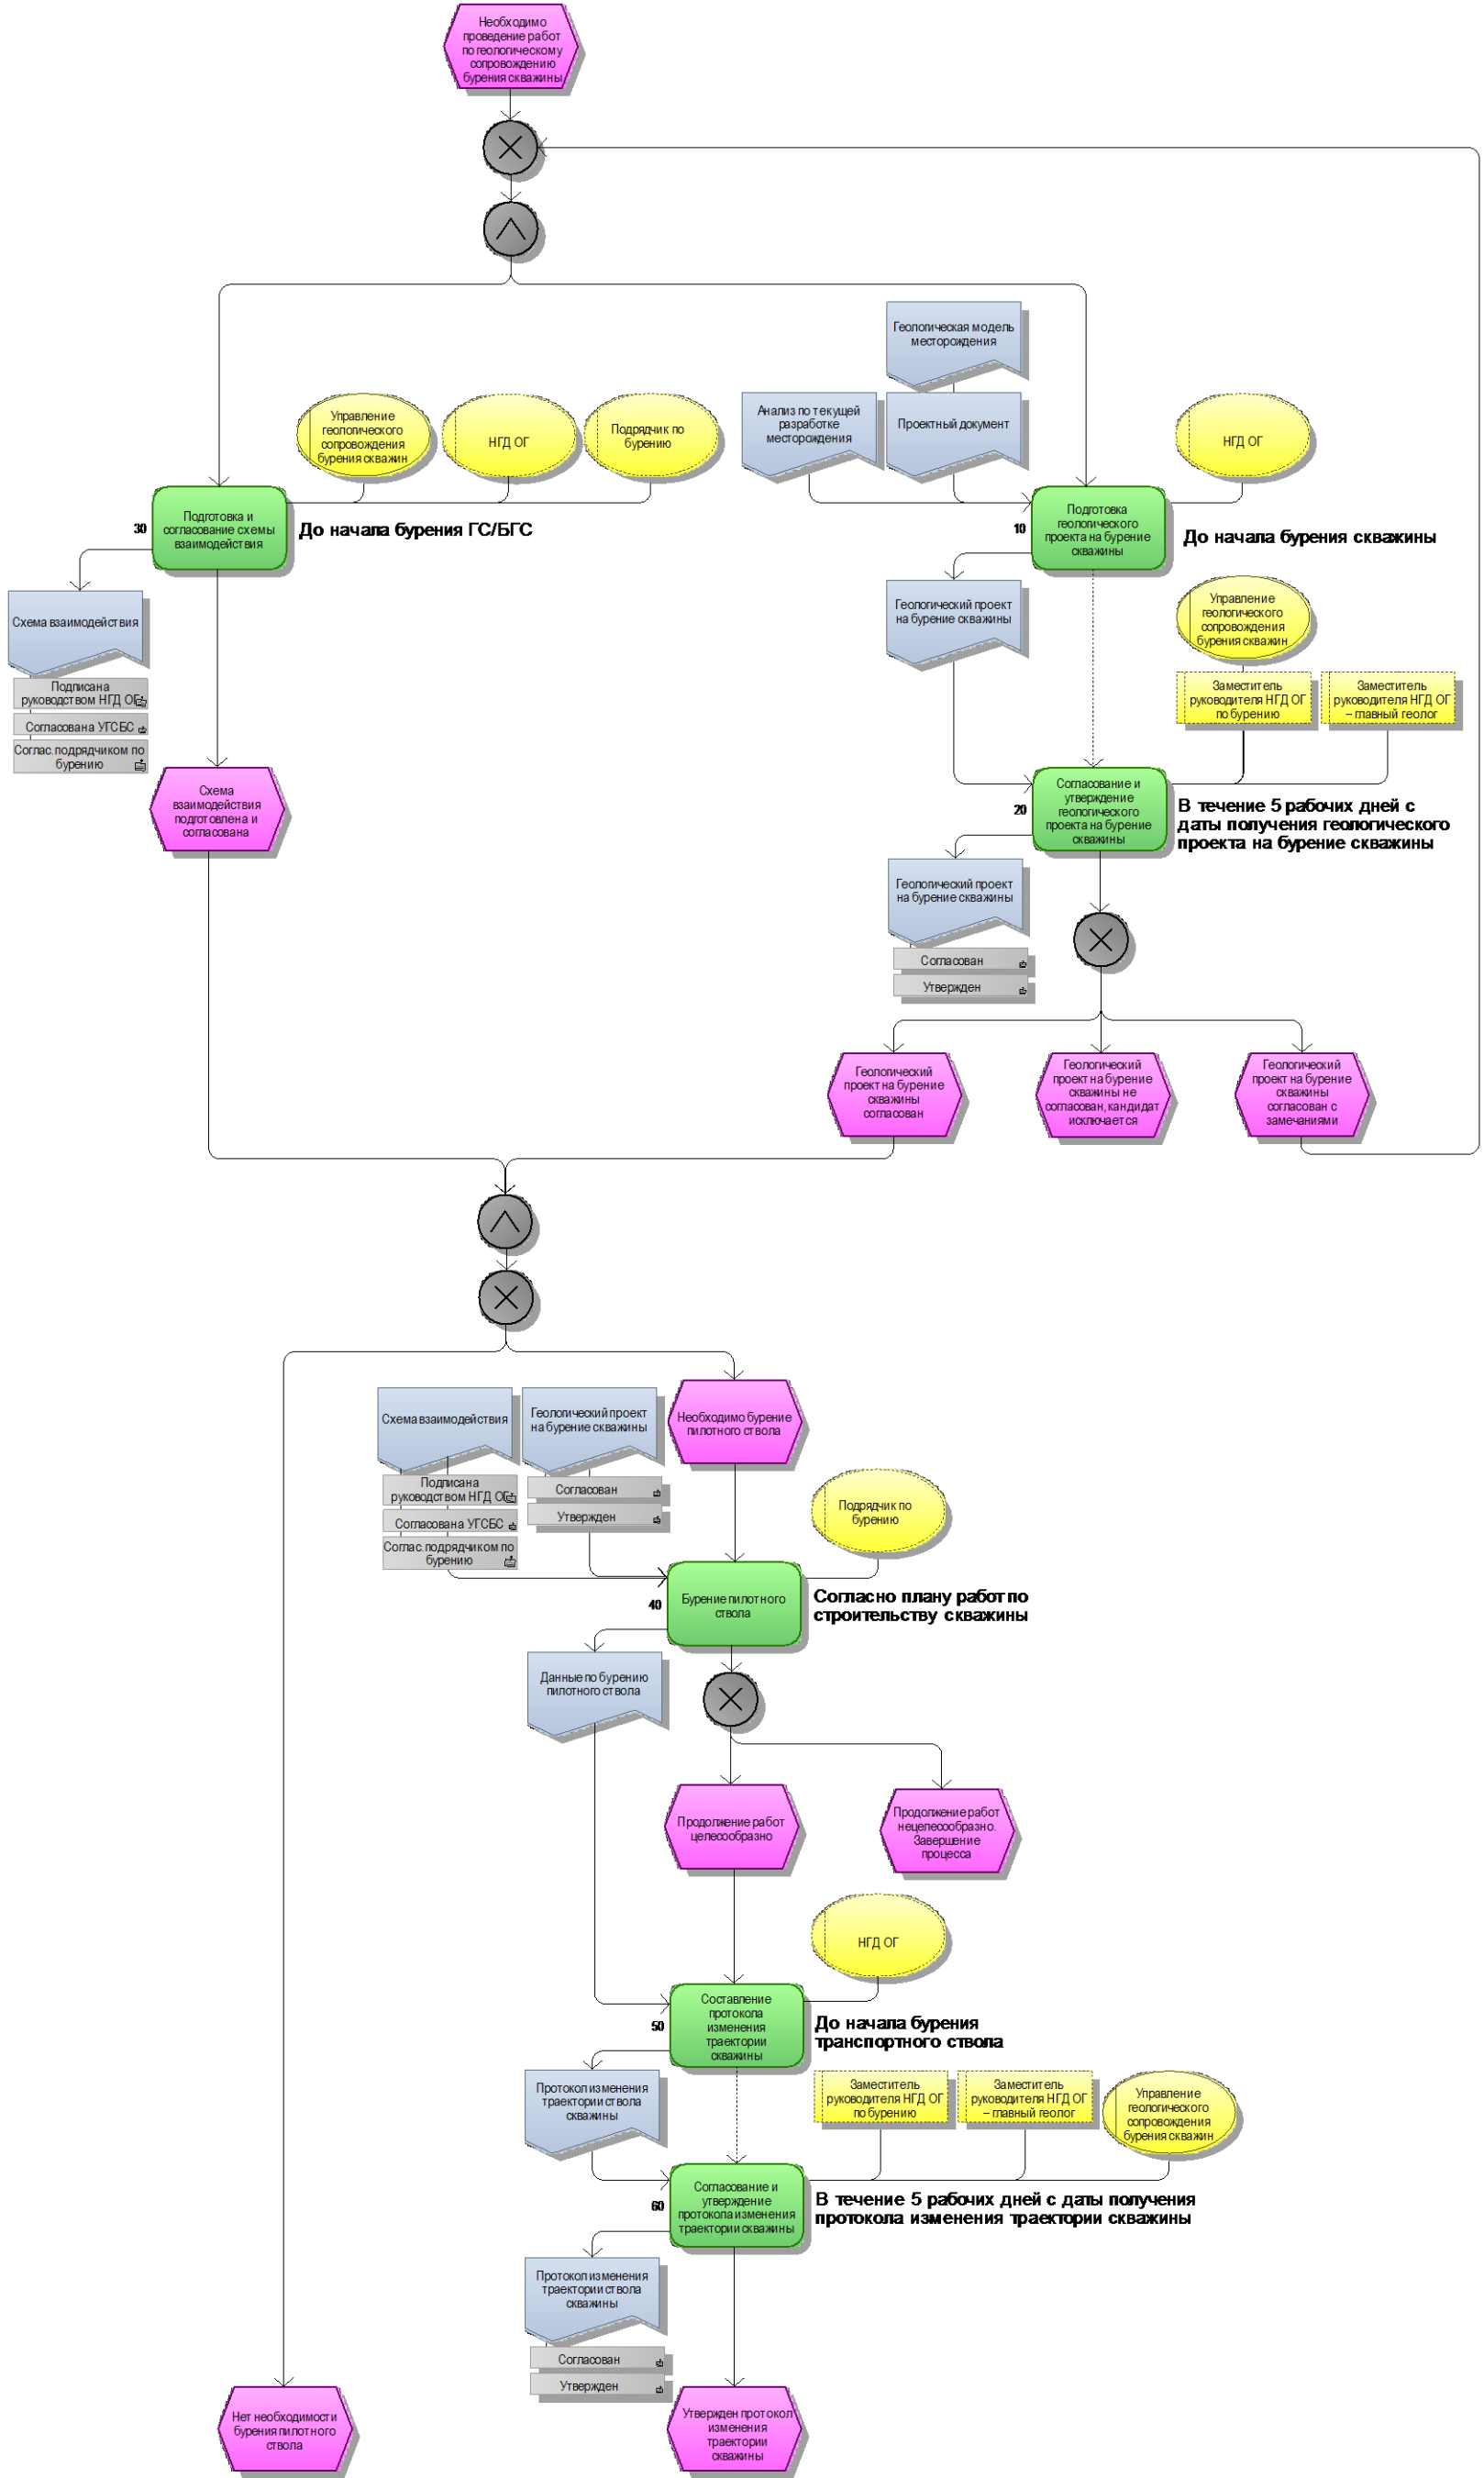 Необходимо
проведение работ
по геологическому
сопровождению
бурения скважины
Геологическая модель
месторождения
Анализ по текущей
разработке
месторождения
Проектный документ
НГД ОГ
Управление
геологического
сопровождения
бурения скважин
НГД ОГ
Подрядчик по
бурению
30
Подготовка и
согласование схемы
взаимодействия
До начала бурения ГС/БГС
10
Подготовка
геологического
проекта на бурение
скважины
До начала бурения скважины
Схема взаимодействия
Подписана
руководством НГД ОГ
Согласована УГСБС
Соглас. подрядчиком по
бурению
Геологический проект
на бурение скважины
Управление
геологического
сопровождения
бурения скважин
Заместитель
руководителя НГД ОГ
по бурению
Заместитель
руководителя НГД ОГ
– главный геолог
Схема
взаимодействия
подготовлена и
согласована
20
Согласование и
утверждение
геологического
проекта на бурение
скважины
В течение 5 рабочих дней с
даты получения геологического
проекта на бурение скважины
Геологический проект
на бурение скважины
Согласован
Утвержден
Геологический
проект на бурение
скважины
согласован
Геологический
проект на бурение
скважины не
согласован, кандидат
исключается
Геологический
проект на бурение
скважины
согласован с
замечаниями
Схема взаимодействия
Подписана
руководством НГД ОГ
Согласована УГСБС
Соглас. подрядчиком по
бурению
Геологический проект
на бурение скважины
Согласован
Утвержден
Необходимо бурение
пилотного ствола
Подрядчик по
бурению
40
Бурение пилотного
ствола
Согласно плану работ по
строительству скважины
Данные по бурению
пилотного ствола
Продолжение работ
целесообразно
Продолжение работ
нецелесообразно.
Завершение
процесса
НГД ОГ
50
Составление
протокола
изменения
траектории
скважины
До начала бурения
транспортного ствола
Протокол изменения
траектории ствола
скважины
Заместитель
руководителя НГД ОГ
по бурению
Заместитель
руководителя НГД ОГ
– главный геолог
Управление
геологического
сопровождения
бурения скважин
60
Согласование и
утверждение
протокола изменения
траектории скважины
В течение 5 рабочих дней с даты получения
протокола изменения траектории скважины
Протокол изменения
траектории ствола
скважины
Согласован
Утвержден
Нет необходимости
бурения пилотного
ствола
Утвержден протокол
изменения
траектории
скважины